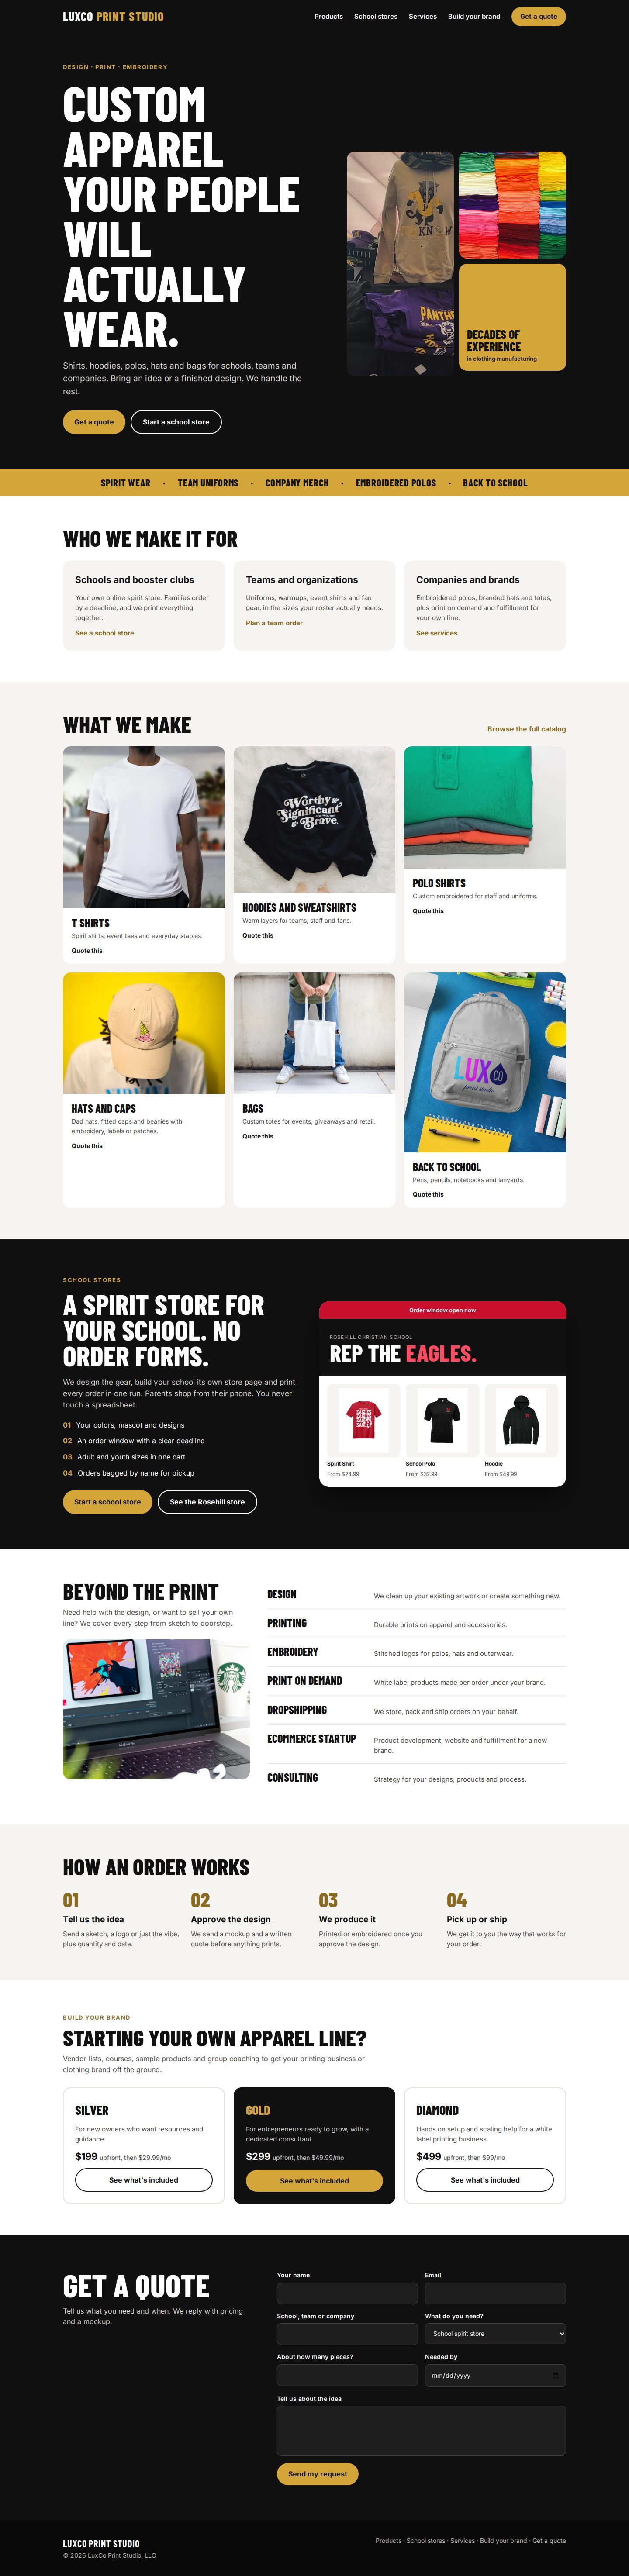 LUXCO PRINT STUDIO
Products
School stores
Services
Build your brand
Get a quote
DESIGN · PRINT · EMBROIDERY
CUSTOM
APPAREL
YOUR PEOPLE
WILL
ACTUALLY
WEAR.
Shirts, hoodies, polos, hats and bags for schools, teams and
companies. Bring an idea or a finished design. We handle the
rest.
Get a quote
Start a school store
KNOW
PANTH
DECADES OF
EXPERIENCE
in clothing manufacturing
SPIRIT WEAR · TEAM UNIFORMS · COMPANY MERCH · EMBROIDERED POLOS · BACK TO SCHOOL
WHO WE MAKE IT FOR
Schools and booster clubs
Your own online spirit store. Families order
by a deadline, and we print everything
together.
See a school store
Teams and organizations
Uniforms, warmups, event shirts and fan
gear, in the sizes your roster actually needs.
Plan a team order
Companies and brands
Embroidered polos, branded hats and totes,
plus print on demand and fulfillment for
your own line.
See services
WHAT WE MAKE
Browse the full catalog
T SHIRTS
Spirit shirts, event tees and everyday staples.
Quote this
Worthy
Significant
Brave.
HOODIES AND SWEATSHIRTS
Warm layers for teams, staff and fans.
Quote this
POLO SHIRTS
Custom embroidered for staff and uniforms.
Quote this
HATS AND CAPS
Dad hats, fitted caps and beanies with
embroidery, labels or patches.
Quote this
BAGS
Custom totes for events, giveaways and retail.
Quote this
LUX CO
print studio
BACK TO SCHOOL
Pens, pencils, notebooks and lanyards.
Quote this
SCHOOL STORES
A SPIRIT STORE FOR
YOUR SCHOOL. NO
ORDER FORMS.
We design the gear, build your school its own store page and print
every order in one run. Parents shop from their phone. You never
touch a spreadsheet.
01 Your colors, mascot and designs
02 An order window with a clear deadline
03 Adult and youth sizes in one cart
04 Orders bagged by name for pickup
Start a school store
See the Rosehill store
Order window open now
ROSEHILL CHRISTIAN SCHOOL
REP THE EAGLES.
Spirit Shirt
From $24.99
School Polo
From $32.99
Hoodie
From $49.99
BEYOND THE PRINT
Need help with the design, or want to sell your own
line? We cover every step from sketch to doorstep.
DESIGN
We clean up your existing artwork or create something new.
PRINTING
Durable prints on apparel and accessories.
EMBROIDERY
Stitched logos for polos, hats and outerwear.
PRINT ON DEMAND
White label products made per order under your brand.
DROPSHIPPING
We store, pack and ship orders on your behalf.
ECOMMERCE STARTUP
Product development, website and fulfillment for a new
brand.
CONSULTING
Strategy for your designs, products and process.
HOW AN ORDER WORKS
01
Tell us the idea
Send a sketch, a logo or just the vibe,
plus quantity and date.
02
Approve the design
We send a mockup and a written
quote before anything prints.
03
We produce it
Printed or embroidered once you
approve the design.
04
Pick up or ship
We get it to you the way that works for
your order.
BUILD YOUR BRAND
STARTING YOUR OWN APPAREL LINE?
Vendor lists, courses, sample products and group coaching to get your printing business or
clothing brand off the ground.
SILVER
For new owners who want resources and
guidance
$199 upfront, then $29.99/mo
See what's included
GOLD
For entrepreneurs ready to grow, with a
dedicated consultant
$299 upfront, then $49.99/mo
See what's included
DIAMOND
Hands on setup and scaling help for a white
label printing business
$499 upfront, then $99/mo
See what's included
GET A QUOTE
Tell us what you need and when. We reply with pricing
and a mockup.
Your name
Email
School, team or company
What do you need?
School spirit store
About how many pieces?
Needed by
mm/dd/yyyy
Tell us about the idea
Send my request
LUXCO PRINT STUDIO
© 2026 LuxCo Print Studio, LLC
Products · School stores · Services · Build your brand · Get a quote